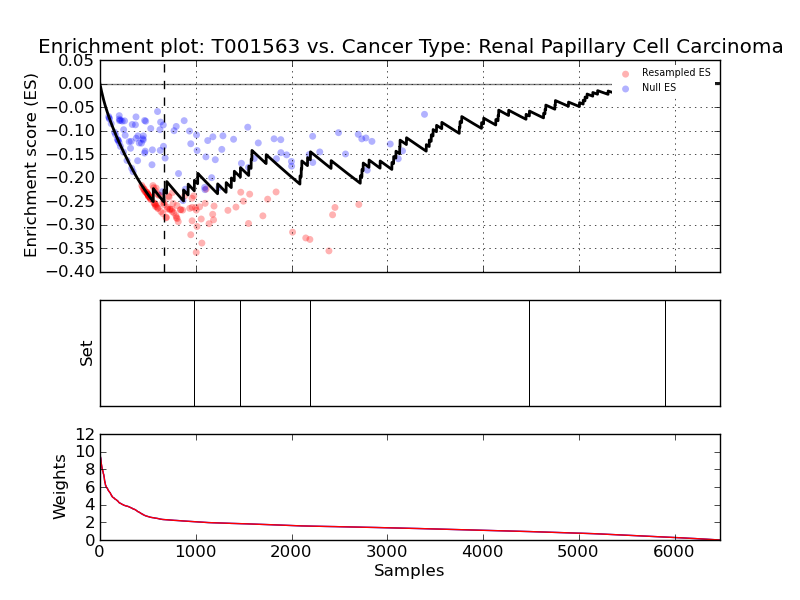 Enrichment plot: T001563 vs. Cancer Type: Renal Papillary Cell Carcinoma
Enrichment score (ES)
0.05
0.00
−0.05
−0.10
−0.15
−0.20
−0.25
−0.30
−0.35
−0.40
Resampled ES
Null ES
Set
Weights
12
10
8
6
4
2
0
0 1000 2000 3000 4000 5000 6000
Samples